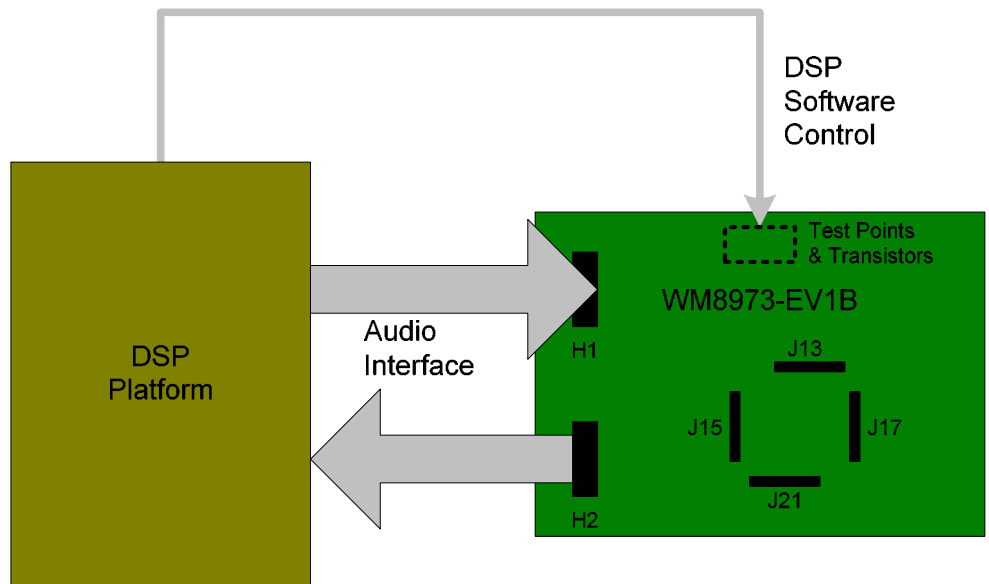 DSP
Software
Control
Test Points
& Transistors
WM8973-EV1B
Audio
Interface
H1
J13
DSP
Platform
J15
J17
J21
H2